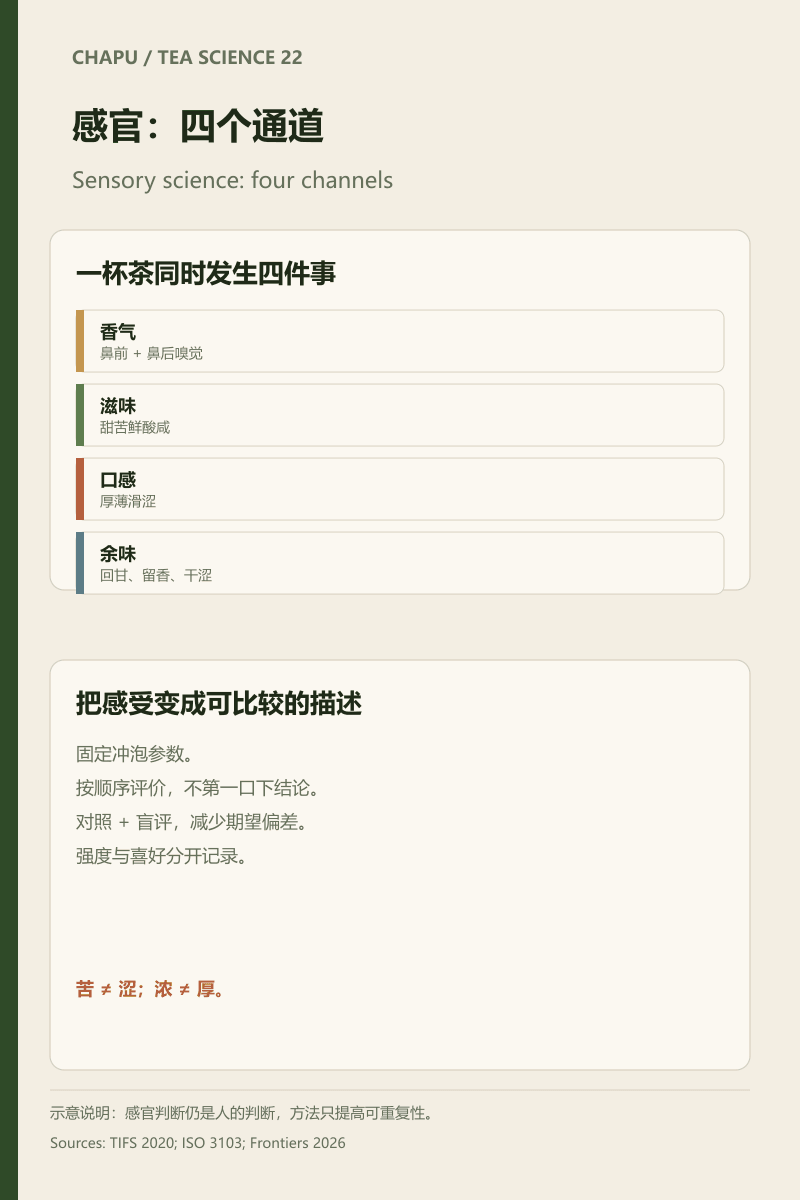 CHAPU / TEA SCIENCE 22
感官：四个通道
Sensory science: four channels
一杯茶同时发生四件事
香气
鼻前 + 鼻后嗅觉
滋味
甜苦鲜酸咸
口感
厚薄滑涩
余味
回甘、留香、干涩
把感受变成可比较的描述
固定冲泡参数。
按顺序评价，不第一口下结论。
对照 + 盲评，减少期望偏差。
强度与喜好分开记录。
苦 ≠ 涩；浓 ≠ 厚。
示意说明：感官判断仍是人的判断，方法只提高可重复性。
Sources: TIFS 2020; ISO 3103; Frontiers 2026